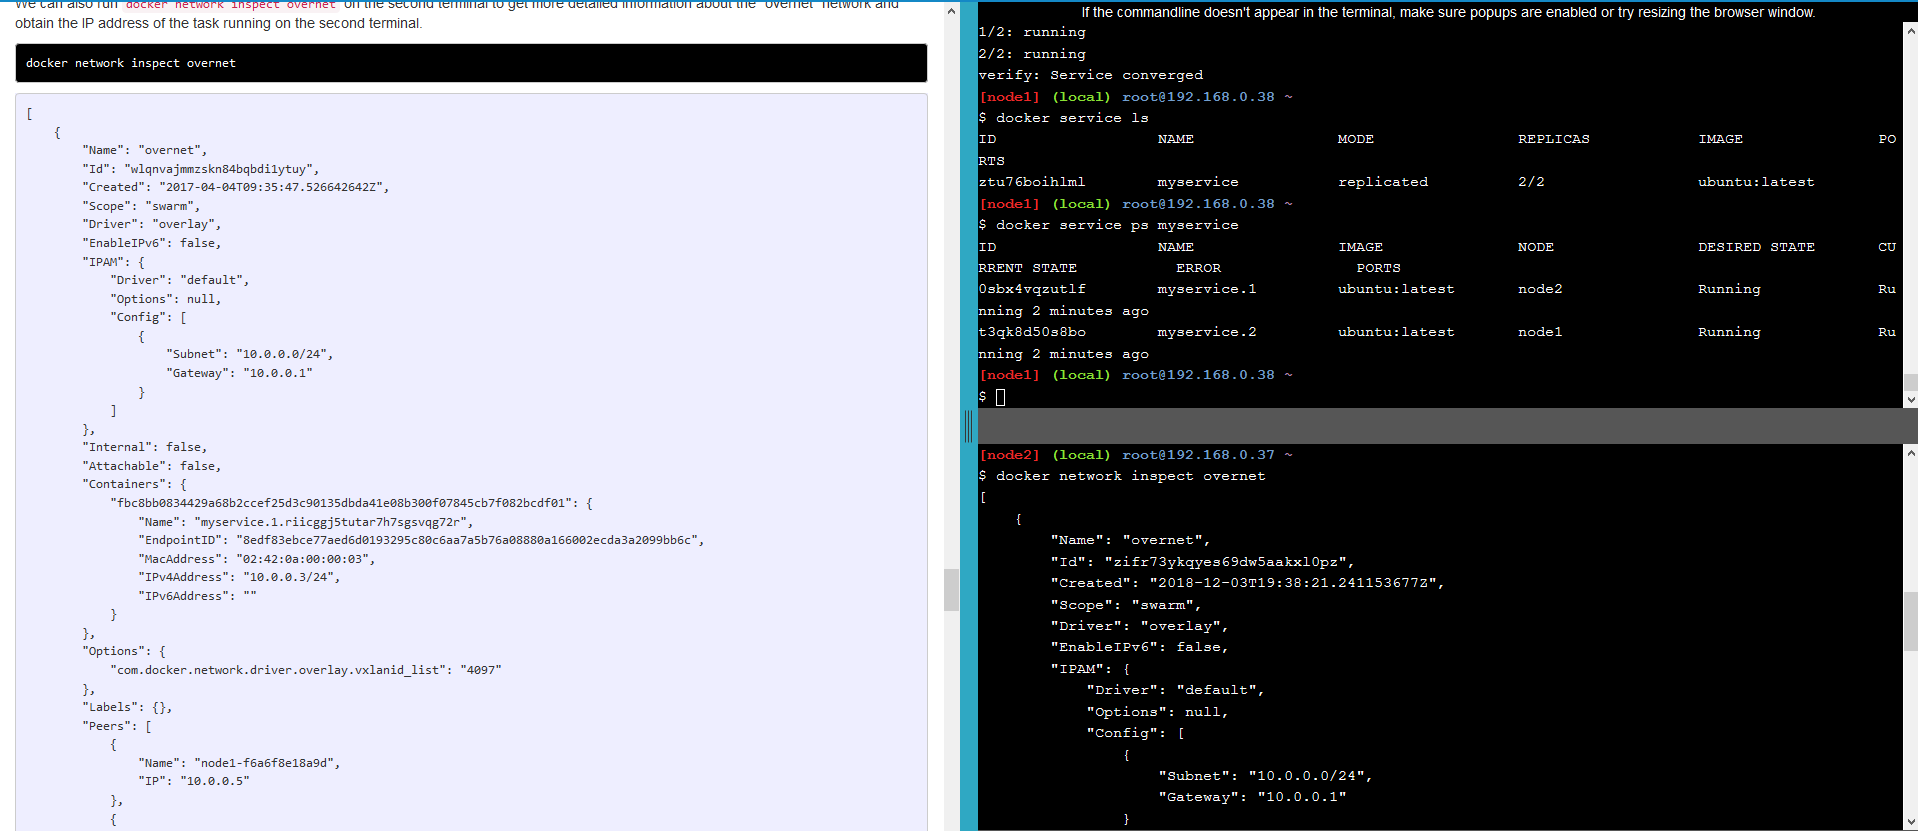 We can also run docker network inspect overnet on the second terminal to get more detailed information about the "overnet" network and
obtain the IP address of the task running on the second terminal.
docker network inspect overnet
[
    {
        "Name": "overnet",
        "Id": "wlqnvajmmzskn84bqbdi1ytuy",
        "Created": "2017-04-04T09:35:47.526642642Z",
        "Scope": "swarm",
        "Driver": "overlay",
        "EnableIPv6": false,
        "IPAM": {
            "Driver": "default",
            "Options": null,
            "Config": [
                {
                    "Subnet": "10.0.0.0/24",
                    "Gateway": "10.0.0.1"
                }
            ]
        },
        "Internal": false,
        "Attachable": false,
        "Containers": {
            "fbc8bb0834429a68b2ccef25d3c90135dbda41e08b300f07845cb7f082bcdf01": {
                "Name": "myservice.1.riicggj5tutar7h7sgsvqg72r",
                "EndpointID": "8edf83ebce77aed6d0193295c80c6aa7a5b76a08880a166002ecda3a2099bb6c",
                "MacAddress": "02:42:0a:00:00:03",
                "IPv4Address": "10.0.0.3/24",
                "IPv6Address": ""
            }
        },
        "Options": {
            "com.docker.network.driver.overlay.vxlanid_list": "4097"
        },
        "Labels": {},
        "Peers": [
            {
                "Name": "node1-f6a6f8e18a9d",
                "IP": "10.0.0.5"
            },
            {
If the commandline doesn't appear in the terminal, make sure popups are enabled or try resizing the browser window.
1/2: running
2/2: running
verify: Service converged
[node1] (local) root@192.168.0.38 ~
$ docker service ls
ID                  NAME                MODE                REPLICAS            IMAGE               PO
RTS
ztu76boihlml        myservice           replicated          2/2                 ubuntu:latest
[node1] (local) root@192.168.0.38 ~
$ docker service ps myservice
ID                  NAME                IMAGE               NODE                DESIRED STATE       CU
RRENT STATE           ERROR               PORTS
0sbx4vqzutlf        myservice.1         ubuntu:latest       node2               Running             Ru
nning 2 minutes ago
t3qk8d50s8bo        myservice.2         ubuntu:latest       node1               Running             Ru
nning 2 minutes ago
[node1] (local) root@192.168.0.38 ~
$
[node2] (local) root@192.168.0.37 ~
$ docker network inspect overnet
[
    {
        "Name": "overnet",
        "Id": "zifr73ykqyes69dw5aakxl0pz",
        "Created": "2018-12-03T19:38:21.241153677Z",
        "Scope": "swarm",
        "Driver": "overlay",
        "EnableIPv6": false,
        "IPAM": {
            "Driver": "default",
            "Options": null,
            "Config": [
                {
                    "Subnet": "10.0.0.0/24",
                    "Gateway": "10.0.0.1"
                }